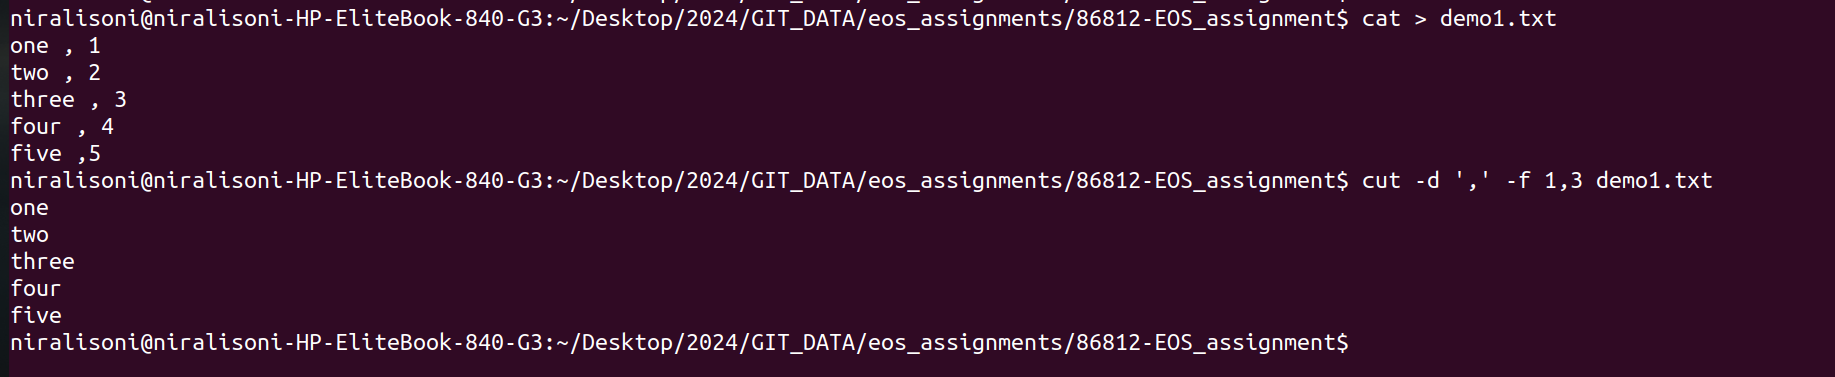 niralisoni@niralisoni-HP-EliteBook-840-G3:~/Desktop/2024/GIT_DATA/eos_assignments/86812-EOS_assignment$ cat > demo1.txt
one , 1
two , 2
three , 3
four , 4
five ,5
niralisoni@niralisoni-HP-EliteBook-840-G3:~/Desktop/2024/GIT_DATA/eos_assignments/86812-EOS_assignment$ cut -d ',' -f 1,3 demo1.txt
one
two
three
four
five
niralisoni@niralisoni-HP-EliteBook-840-G3:~/Desktop/2024/GIT_DATA/eos_assignments/86812-EOS_assignment$